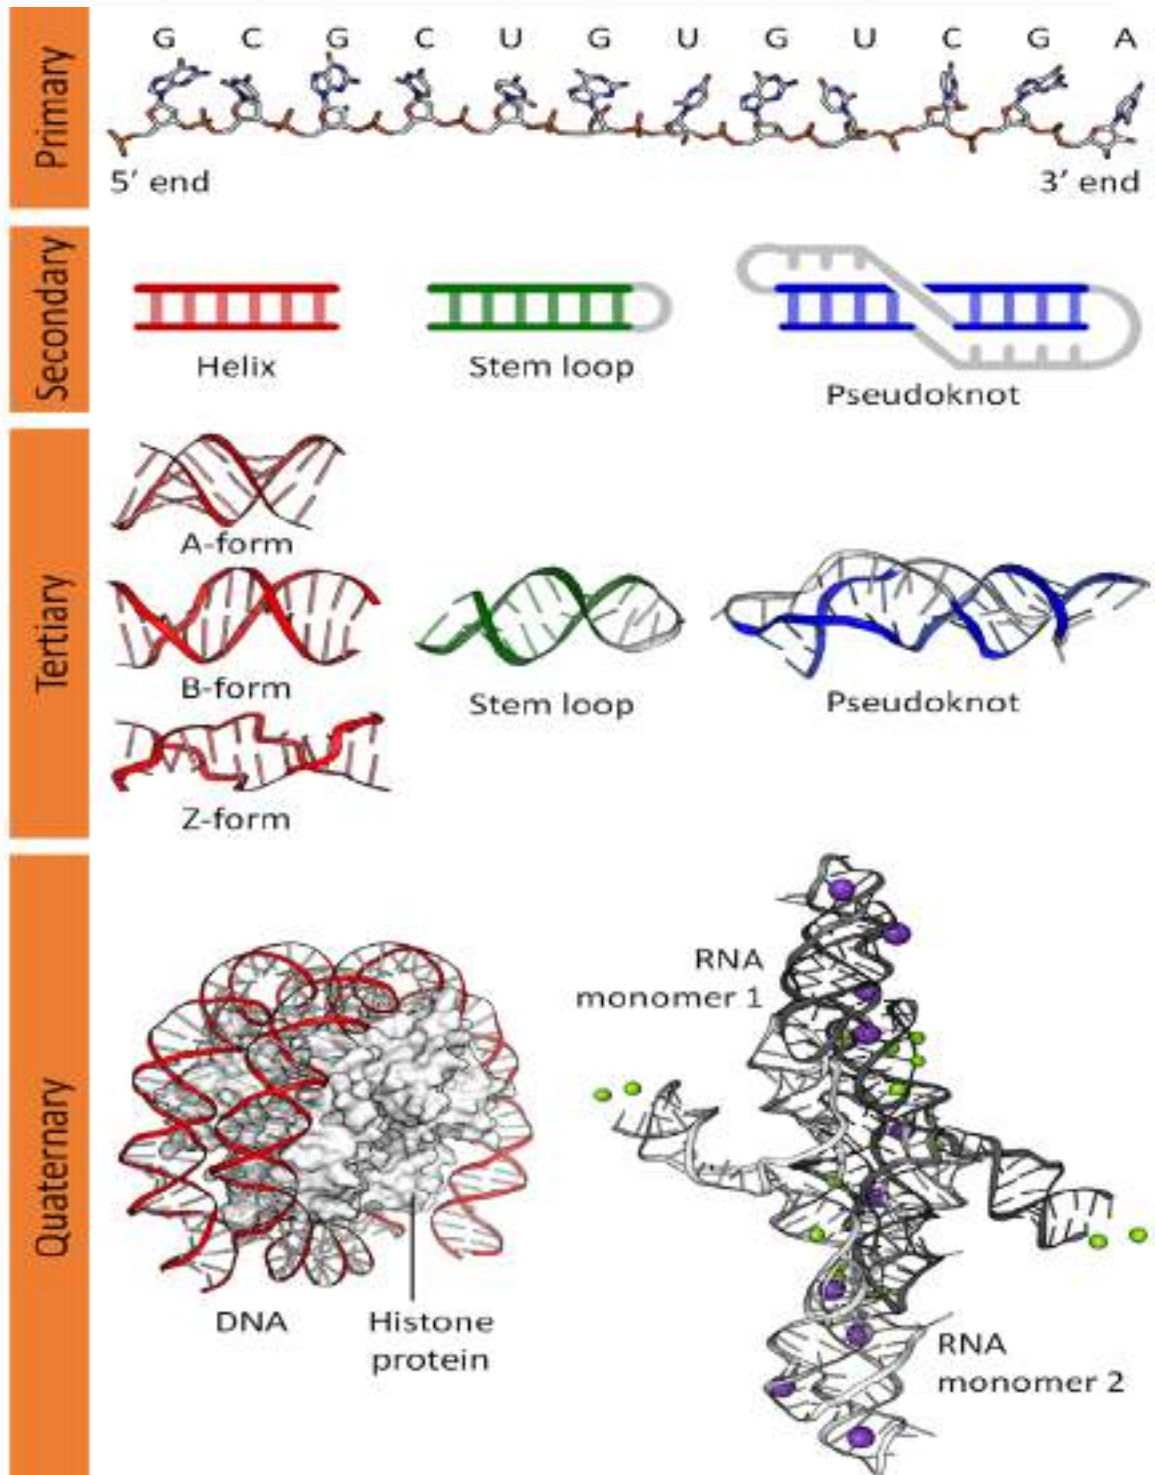 Primary
G C G C U G U G U C G A
5′ end
3′ end
Secondary
Helix
Stem loop
Pseudoknot
Tertiary
A-form
B-form
Z-form
Stem loop
Pseudoknot
Quaternary
DNA
Histone
protein
RNA
monomer 1
RNA
monomer 2